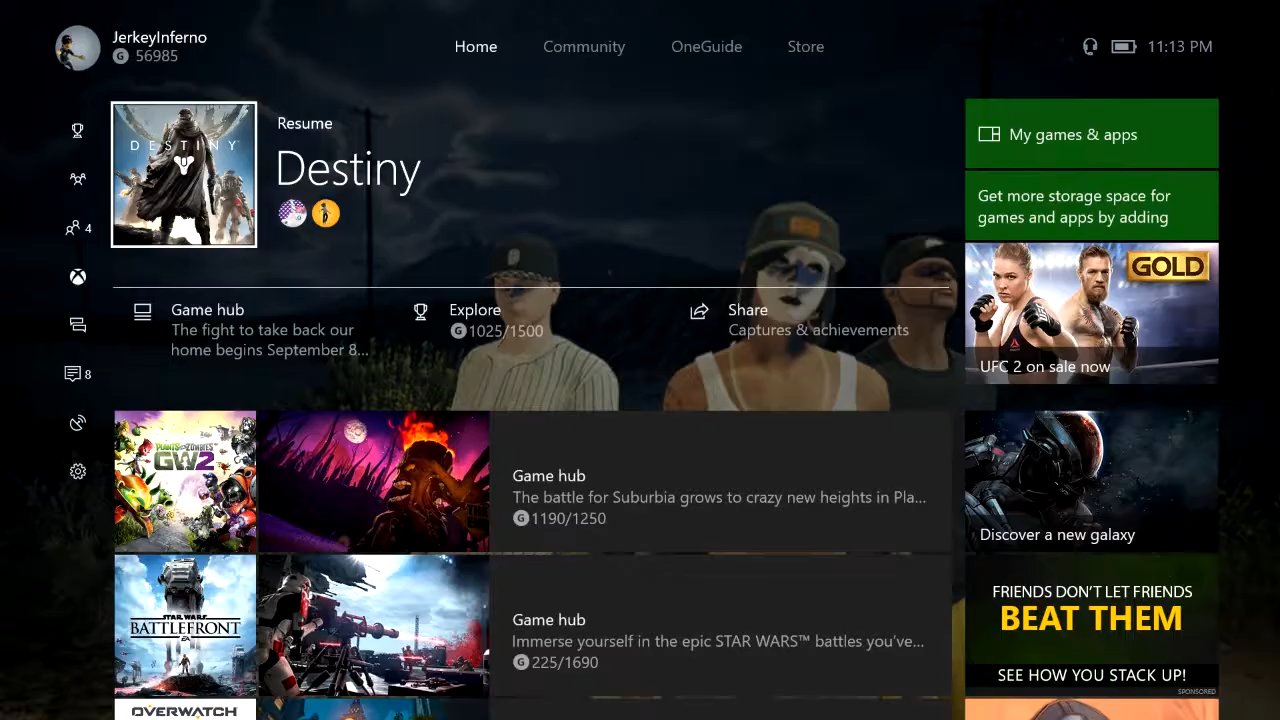 JerkeyInferno
G 56985
Home
Community
OneGuide
Store
11:13 PM
DESTINY
Resume
Destiny
4
8
Game hub
The fight to take back our
home begins September 8...
Explore
G 1025/1500
Share
Captures & achievements
My games & apps
Get more storage space for
games and apps by adding
GOLD
UFC 2 on sale now
PLANTS VS. ZOMBIES
GW2
Game hub
The battle for Suburbia grows to crazy new heights in Pla...
G 1190/1250
Discover a new galaxy
STAR WARS
BATTLEFRONT
EA
Game hub
Immerse yourself in the epic STAR WARS™ battles you've...
G 225/1690
FRIENDS DON'T LET FRIENDS
BEAT THEM
SEE HOW YOU STACK UP!
SPONSORED
OVERWATCH